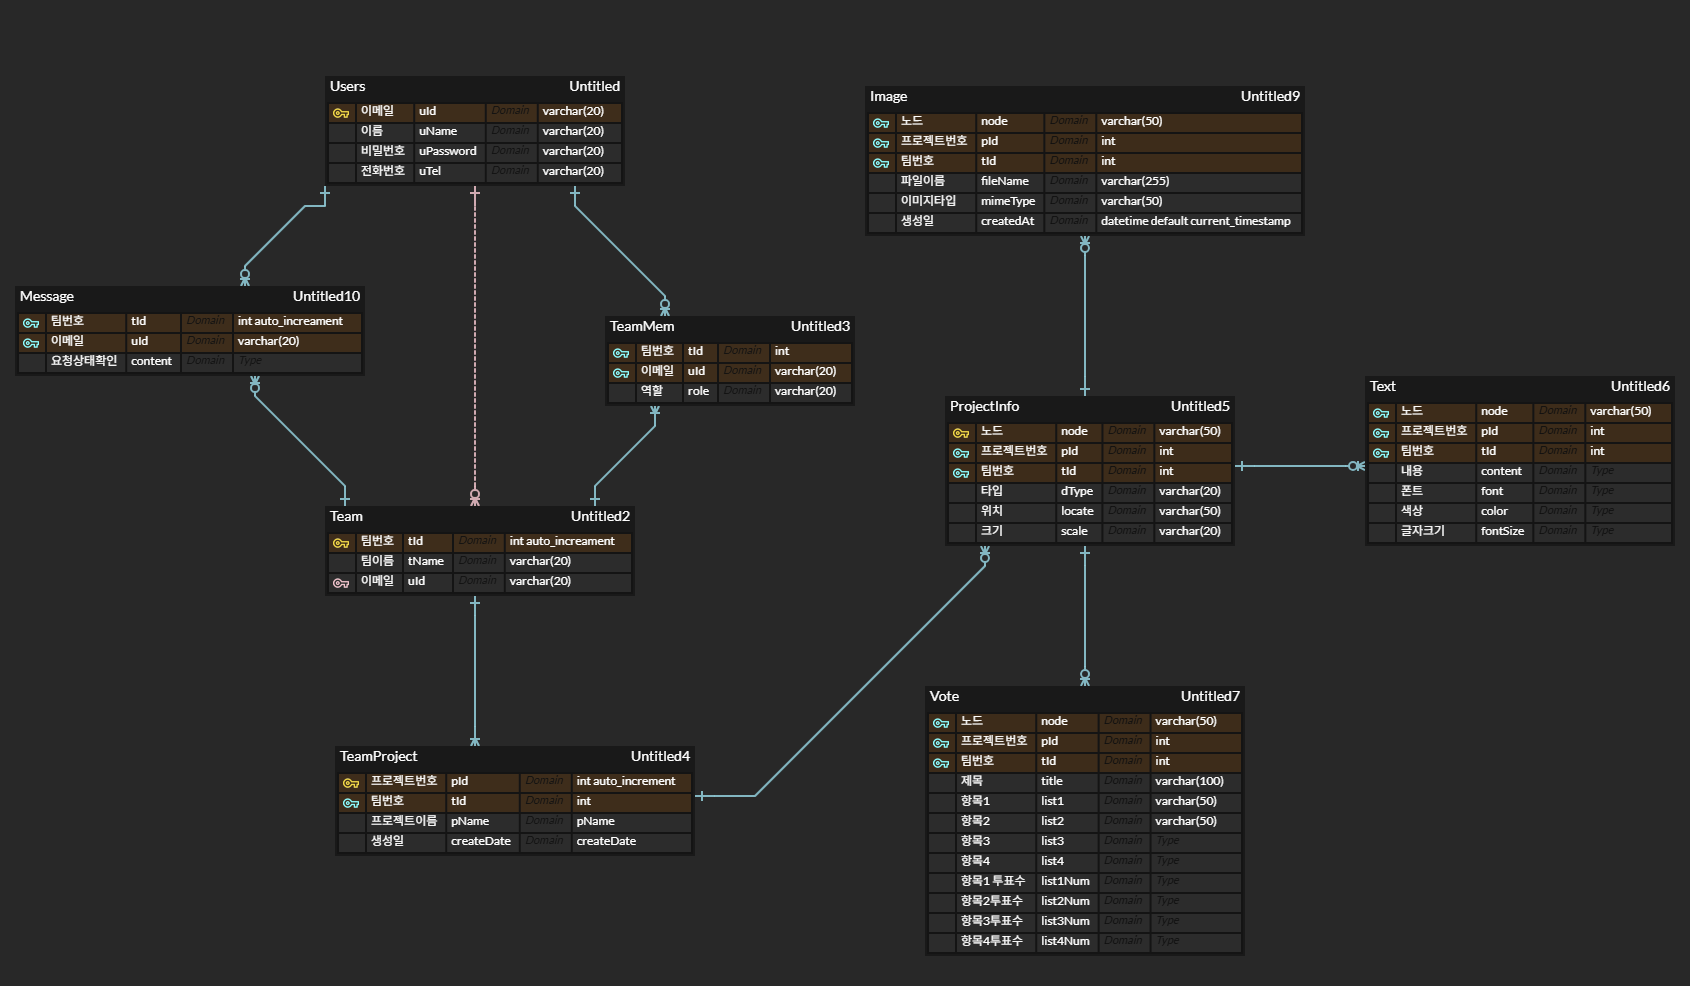 Users Untitled
이메일 uId Domain varchar(20)
이름 uName Domain varchar(20)
비밀번호 uPassword Domain varchar(20)
전화번호 uTel Domain varchar(20)
Image Untitled9
노드 node Domain varchar(50)
프로젝트번호 pId Domain int
팀번호 tId Domain int
파일이름 fileName Domain varchar(255)
이미지타입 mimeType Domain varchar(50)
생성일 createdAt Domain datetime default current_timestamp
Message Untitled10
팀번호 tId Domain int auto_increament
이메일 uId Domain varchar(20)
요청상태확인 content Domain Type
TeamMem Untitled3
팀번호 tId Domain int
이메일 uId Domain varchar(20)
역할 role Domain varchar(20)
ProjectInfo Untitled5
노드 node Domain varchar(50)
프로젝트번호 pId Domain int
팀번호 tId Domain int
타입 dType Domain varchar(20)
위치 locate Domain varchar(50)
크기 scale Domain varchar(20)
Text Untitled6
노드 node Domain varchar(50)
프로젝트번호 pId Domain int
팀번호 tId Domain int
내용 content Domain Type
폰트 font Domain Type
색상 color Domain Type
글자크기 fontSize Domain Type
Team Untitled2
팀번호 tId Domain int auto_increament
팀이름 tName Domain varchar(20)
이메일 uId Domain varchar(20)
TeamProject Untitled4
프로젝트번호 pId Domain int auto_increment
팀번호 tId Domain int
프로젝트이름 pName Domain pName
생성일 createDate Domain createDate
Vote Untitled7
노드 node Domain varchar(50)
프로젝트번호 pId Domain int
팀번호 tId Domain int
제목 title Domain varchar(100)
항목1 list1 Domain varchar(50)
항목2 list2 Domain varchar(50)
항목3 list3 Domain Type
항목4 list4 Domain Type
항목1 투표수 list1Num Domain Type
항목2투표수 list2Num Domain Type
항목3투표수 list3Num Domain Type
항목4투표수 list4Num Domain Type